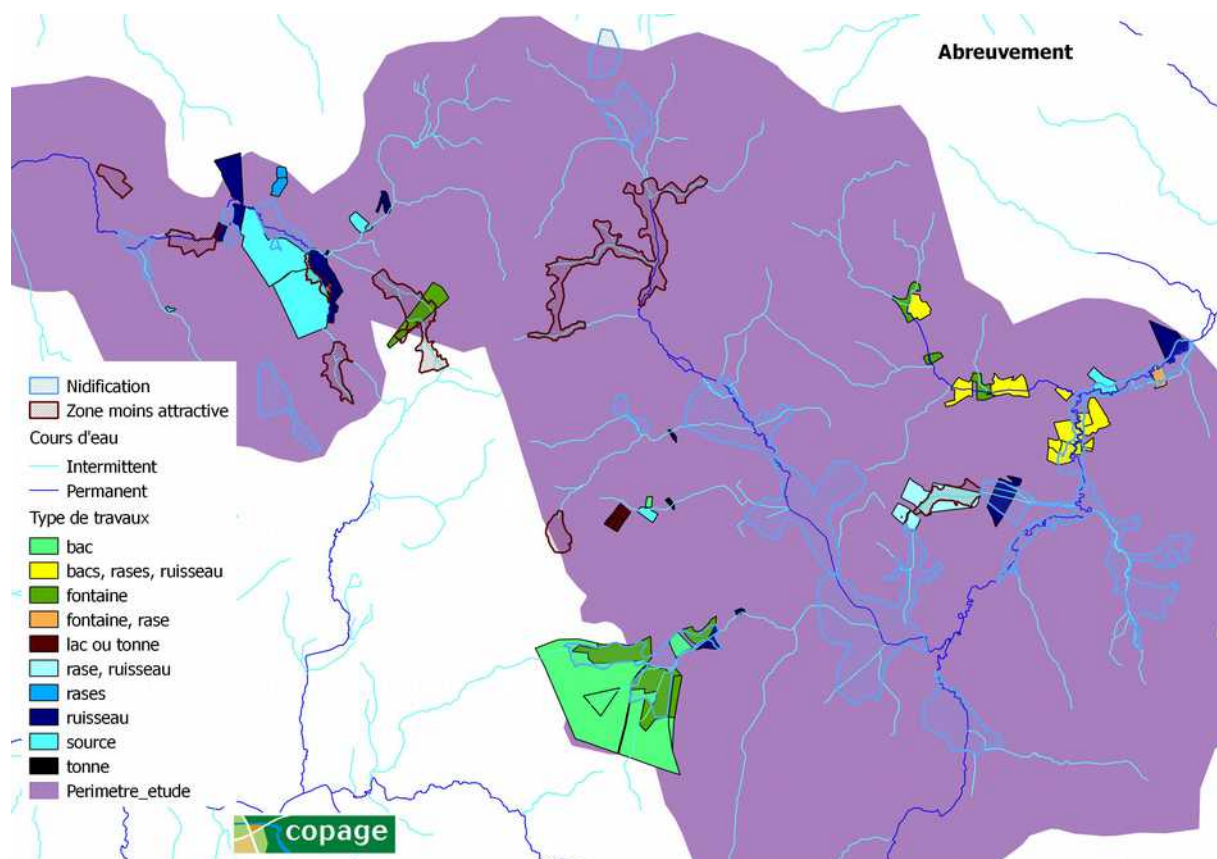 Abreuvement
Nidification
Zone moins attractive
Cours d'eau
Intermittent
Permanent
Type de travaux
bac
bacs, rases, ruisseau
fontaine
fontaine, rase
lac ou tonne
rase, ruisseau
rases
ruisseau
source
tonne
Perimetre_etude
copage